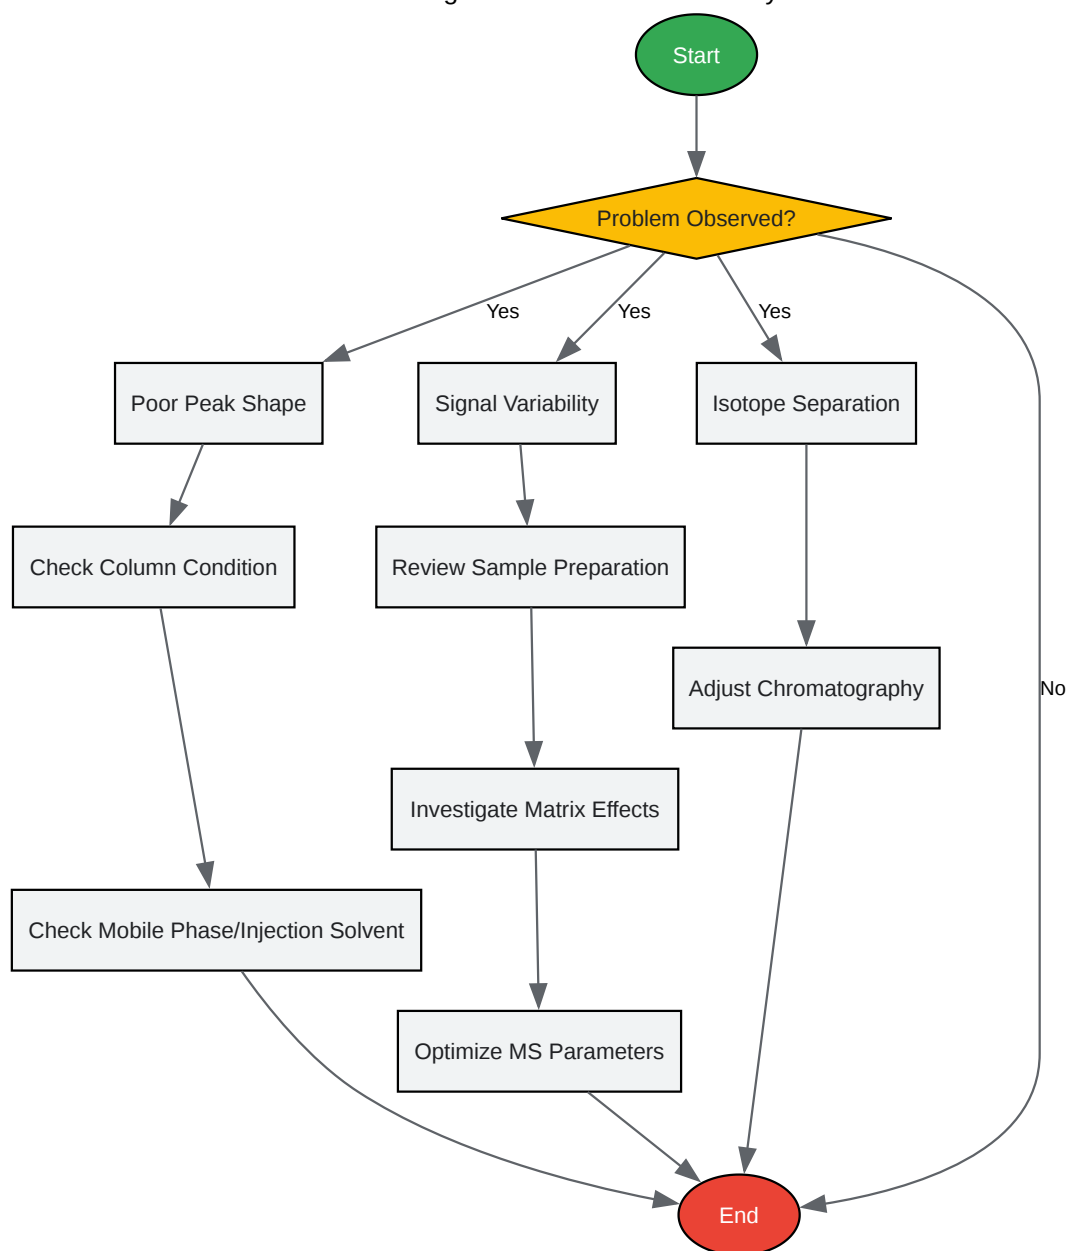 Start
Problem Observed?
Yes
Yes
Yes
Poor Peak Shape
Signal Variability
Isotope Separation
Check Column Condition
Review Sample Preparation
Adjust Chromatography
No
Investigate Matrix Effects
Check Mobile Phase/Injection Solvent
Optimize MS Parameters
End